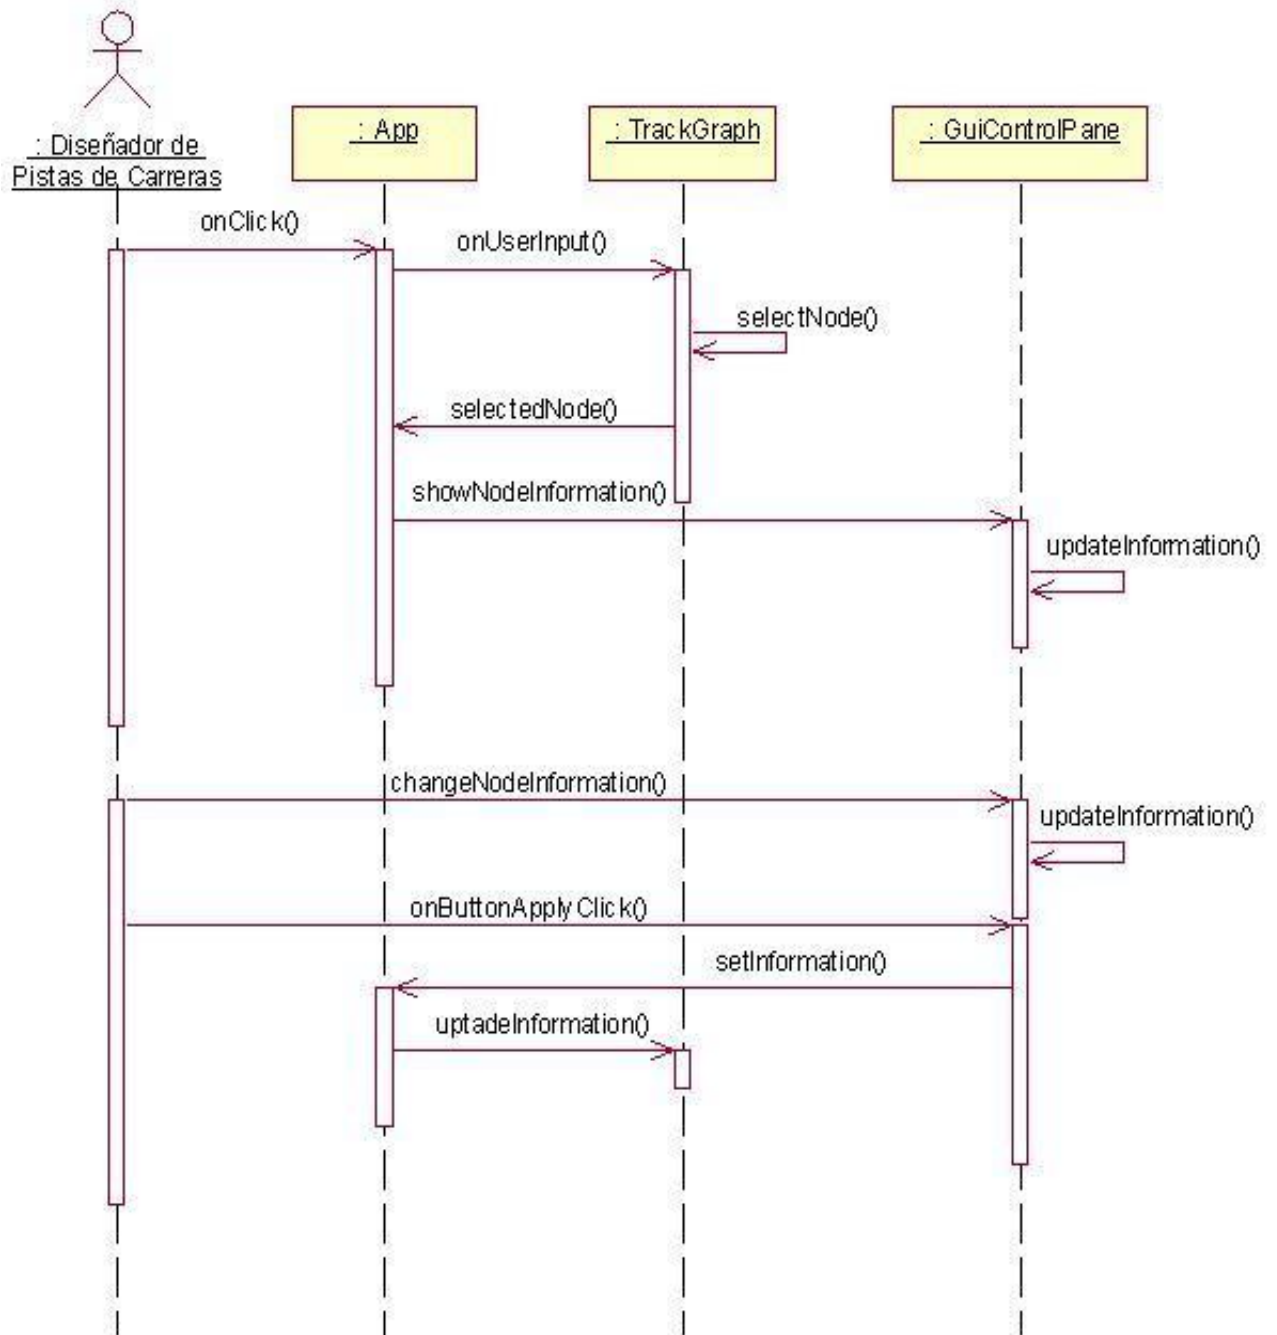 : Diseñador de
Pistas de Carreras
: App
: TrackGraph
: GuiControlPane
onClick()
onUserInput()
selectNode()
selectedNode()
showNodeInformation()
updateInformation()
changeNodeInformation()
updateInformation()
onButtonApplyClick()
setInformation()
uptadeInformation()